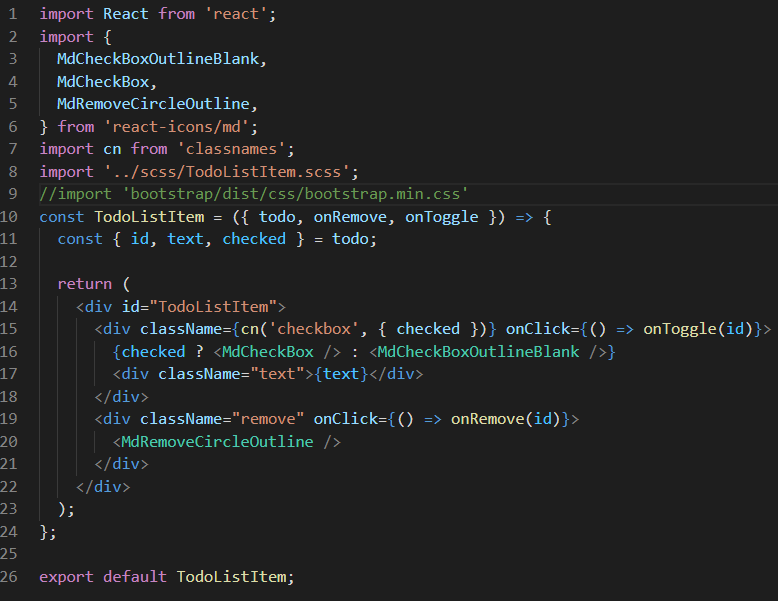 1 import React from 'react';
2 import {
3   MdCheckBoxOutlineBlank,
4   MdCheckBox,
5   MdRemoveCircleOutline,
6 } from 'react-icons/md';
7 import cn from 'classnames';
8 import '../scss/TodoListItem.scss';
9 //import 'bootstrap/dist/css/bootstrap.min.css'
10 const TodoListItem = ({ todo, onRemove, onToggle }) => {
11   const { id, text, checked } = todo;
12
13   return (
14     <div id="TodoListItem">
15       <div className={cn('checkbox', { checked })} onClick={() => onToggle(id)}>
16         {checked ? <MdCheckBox /> : <MdCheckBoxOutlineBlank />}
17         <div className="text">{text}</div>
18       </div>
19       <div className="remove" onClick={() => onRemove(id)}>
20         <MdRemoveCircleOutline />
21       </div>
22     </div>
23   );
24 };
25
26 export default TodoListItem;